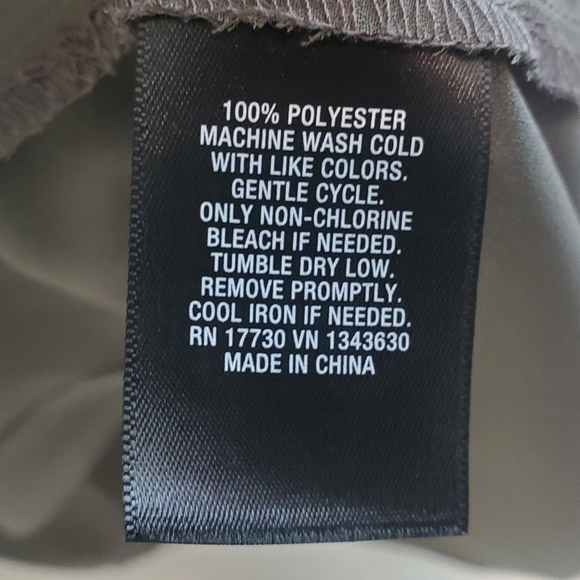 100% POLYESTER
MACHINE WASH COLD
WITH LIKE COLORS.
GENTLE CYCLE.
ONLY NON-CHLORINE
BLEACH IF NEEDED.
TUMBLE DRY LOW.
REMOVE PROMPTLY.
COOL IRON IF NEEDED.
RN 17730 VN 1343630
MADE IN CHINA